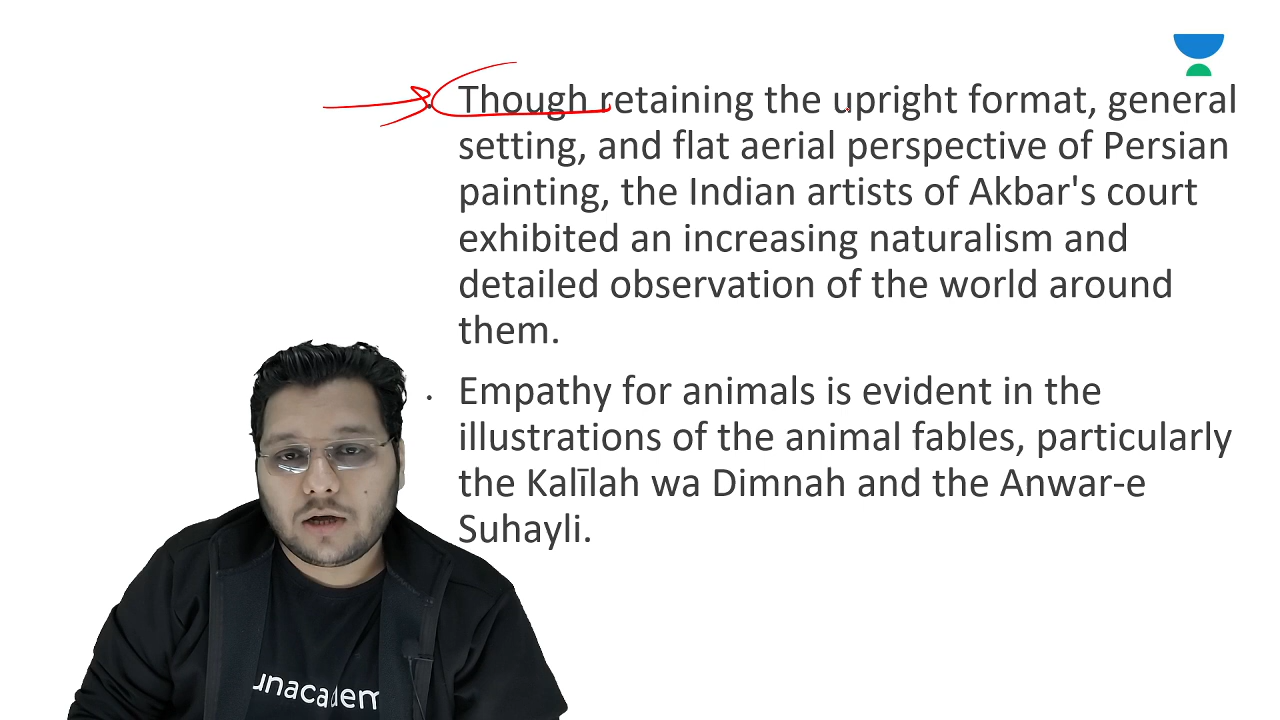 Though retaining the upright format, general
setting, and flat aerial perspective of Persian
painting, the Indian artists of Akbar's court
exhibited an increasing naturalism and
detailed observation of the world around
them.
• Empathy for animals is evident in the
illustrations of the animal fables, particularly
the Kalīlah wa Dimnah and the Anwar-e
Suhayli.
unacadem